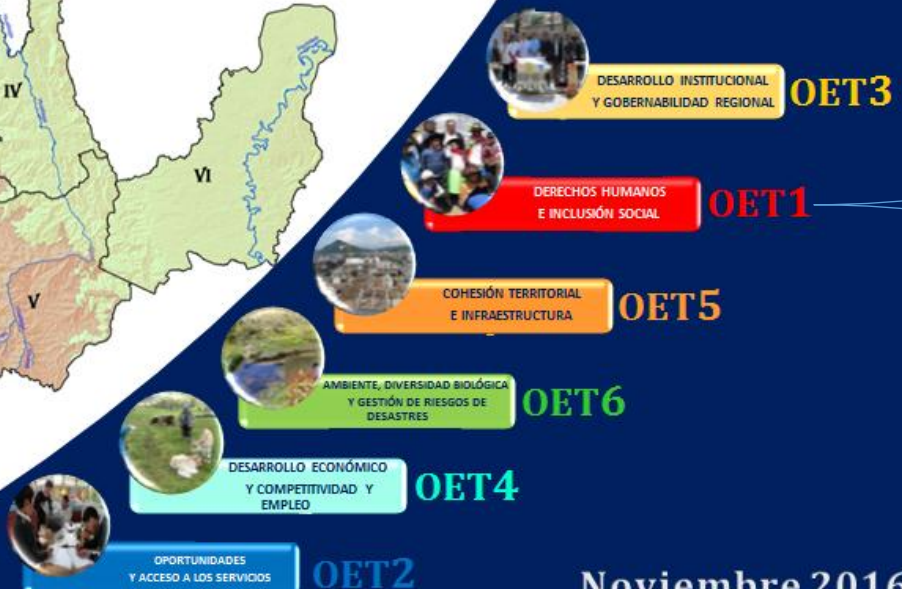 IV
VI
V
DESARROLLO INSTITUCIONAL
Y GOBERNABILIDAD REGIONAL
OET3
DERECHOS HUMANOS
E INCLUSIÓN SOCIAL
OET1
COHESIÓN TERRITORIAL
E INFRAESTRUCTURA
OET5
AMBIENTE, DIVERSIDAD BIOLÓGICA
Y GESTIÓN DE RIESGOS DE
DESASTRES
OET6
DESARROLLO ECONÓMICO
Y COMPETITIVIDAD Y
EMPLEO
OET4
OPORTUNIDADES
Y ACCESO A LOS SERVICIOS
OET2
Noviembre 2016